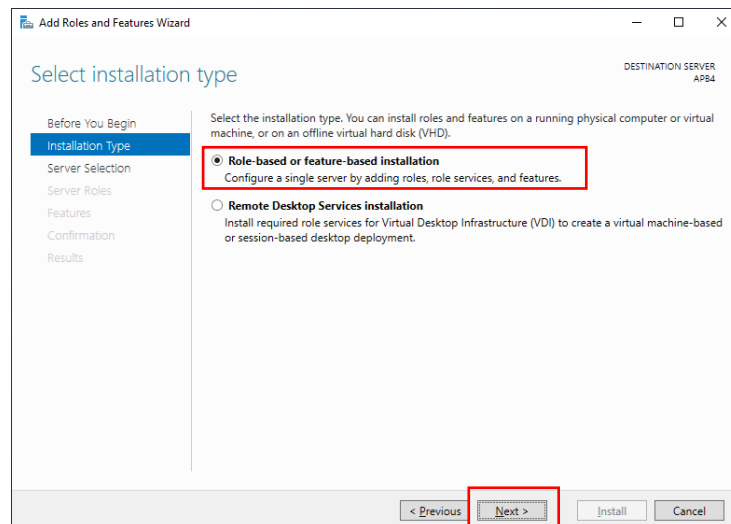 Add Roles and Features Wizard
Select installation type
DESTINATION SERVER
APB4
Before You Begin
Installation Type
Server Selection
Server Roles
Features
Confirmation
Results
Select the installation type. You can install roles and features on a running physical computer or virtual
machine, or on an offline virtual hard disk (VHD).
Role-based or feature-based installation
Configure a single server by adding roles, role services, and features.
Remote Desktop Services installation
Install required role services for Virtual Desktop Infrastructure (VDI) to create a virtual machine-based
or session-based desktop deployment.
< Previous
Next >
Install
Cancel